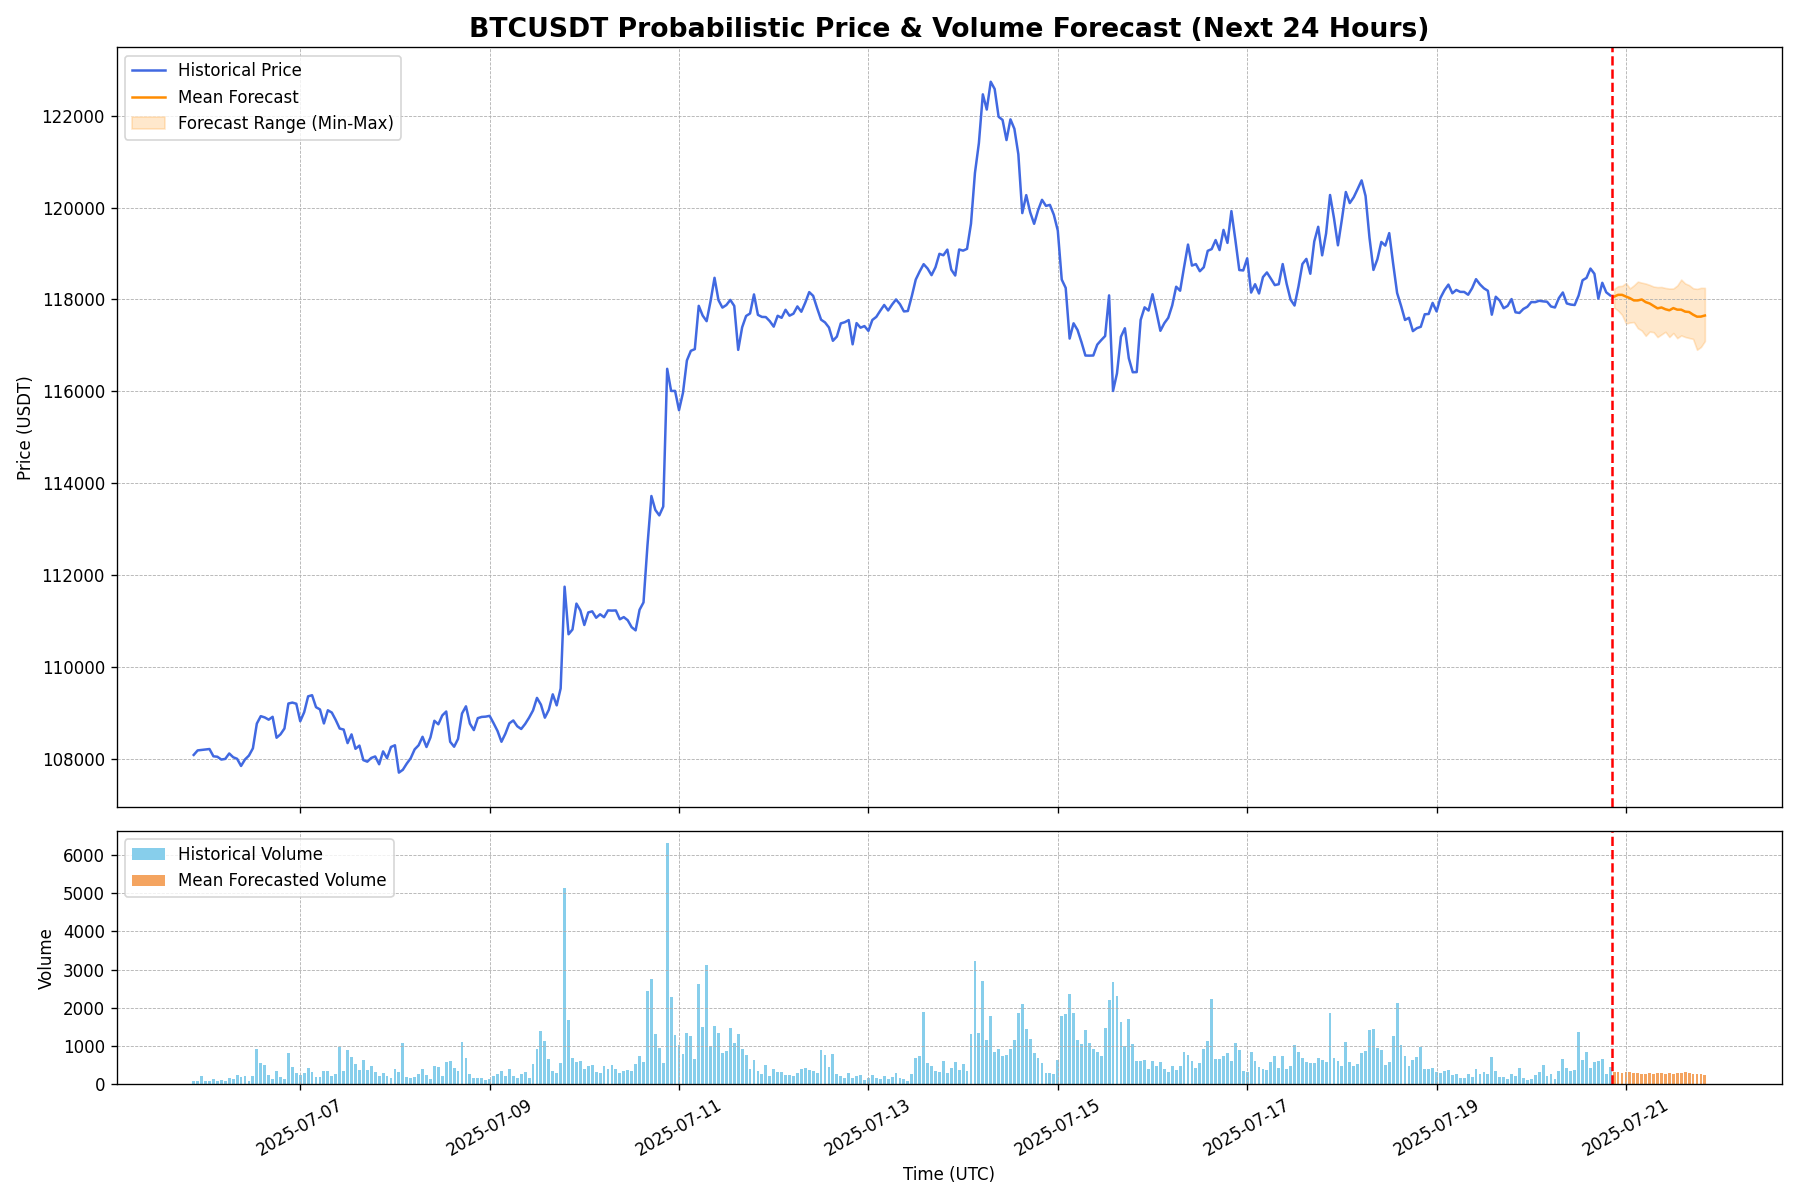 BTCUSDT Probabilistic Price & Volume Forecast (Next 24 Hours)
Historical Price
Mean Forecast
Forecast Range (Min-Max)
122000
120000
118000
116000
114000
112000
110000
108000
Price (USDT)
Historical Volume
Mean Forecasted Volume
6000
5000
4000
3000
2000
1000
0
Volume
2025-07-07
2025-07-09
2025-07-11
2025-07-13
2025-07-15
2025-07-17
2025-07-19
2025-07-21
Time (UTC)